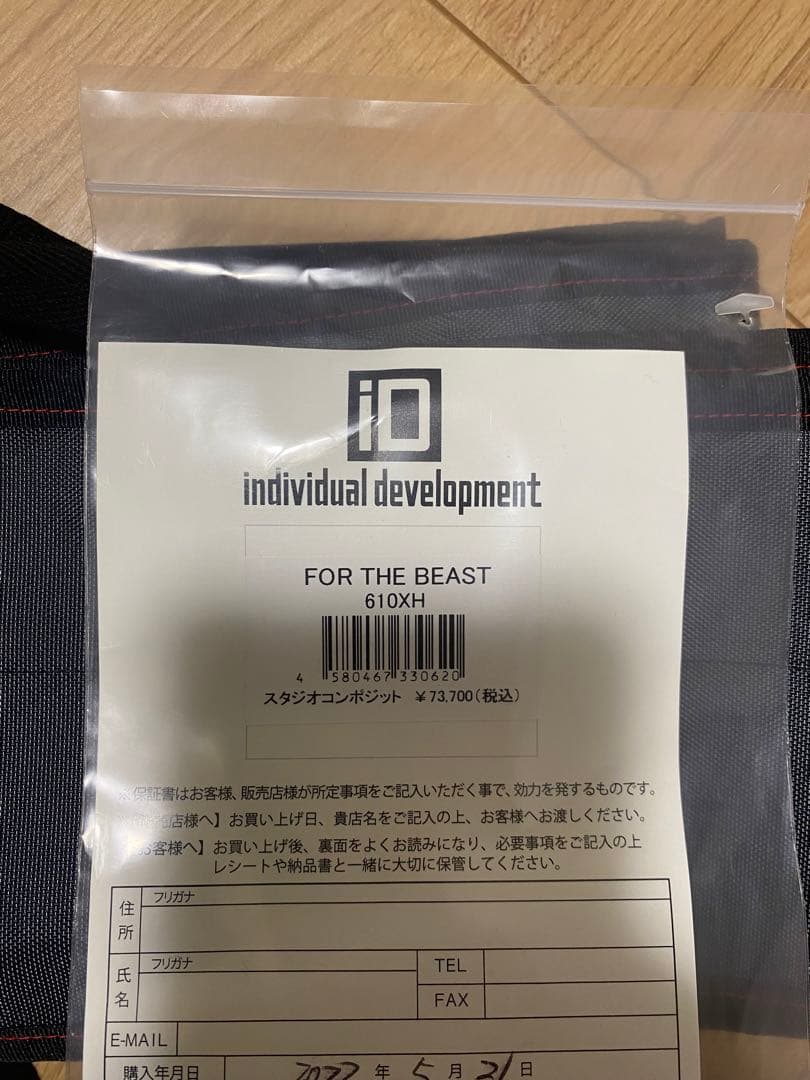 iD
individual development
FOR THE BEAST
610XH
4 580467 330620
スタジオコンポジット ¥73,700(税込)
※保証書はお客様、販売店様が所定事項をご記入いただく事で、効力を発するものです。
店様へ】お買い上げ日、貴店名をご記入の上、お客様へお渡しください。
お客様へ】お買い上げ後、裏面をよくお読みになり、必要事項をご記入の上
レシートや納品書と一緒に大切に保管してください。
フリガナ
住所
フリガナ
氏名
TEL
FAX
E-MAIL
購入年月日 2022年 5月 21日